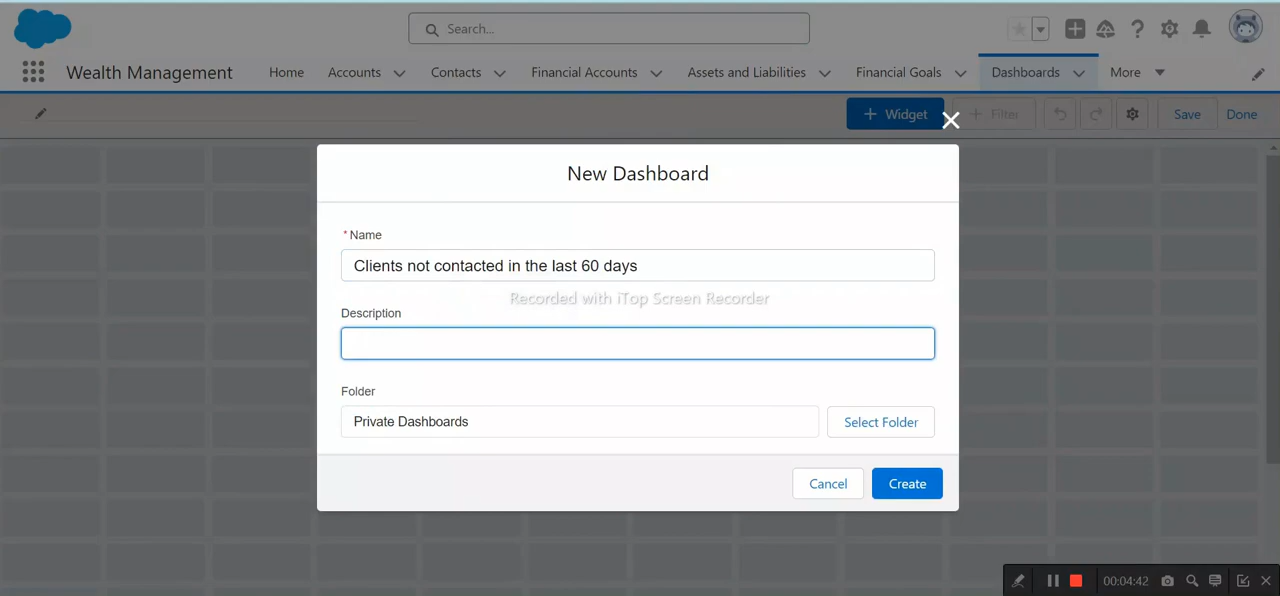 Search...
Wealth Management
Home
Accounts
Contacts
Financial Accounts
Assets and Liabilities
Financial Goals
Dashboards
More
+ Widget
+ Filter
Save
Done
New Dashboard
* Name
Clients not contacted in the last 60 days
Recorded with iTop Screen Recorder
Description
Folder
Private Dashboards
Select Folder
Cancel
Create
00:04:42